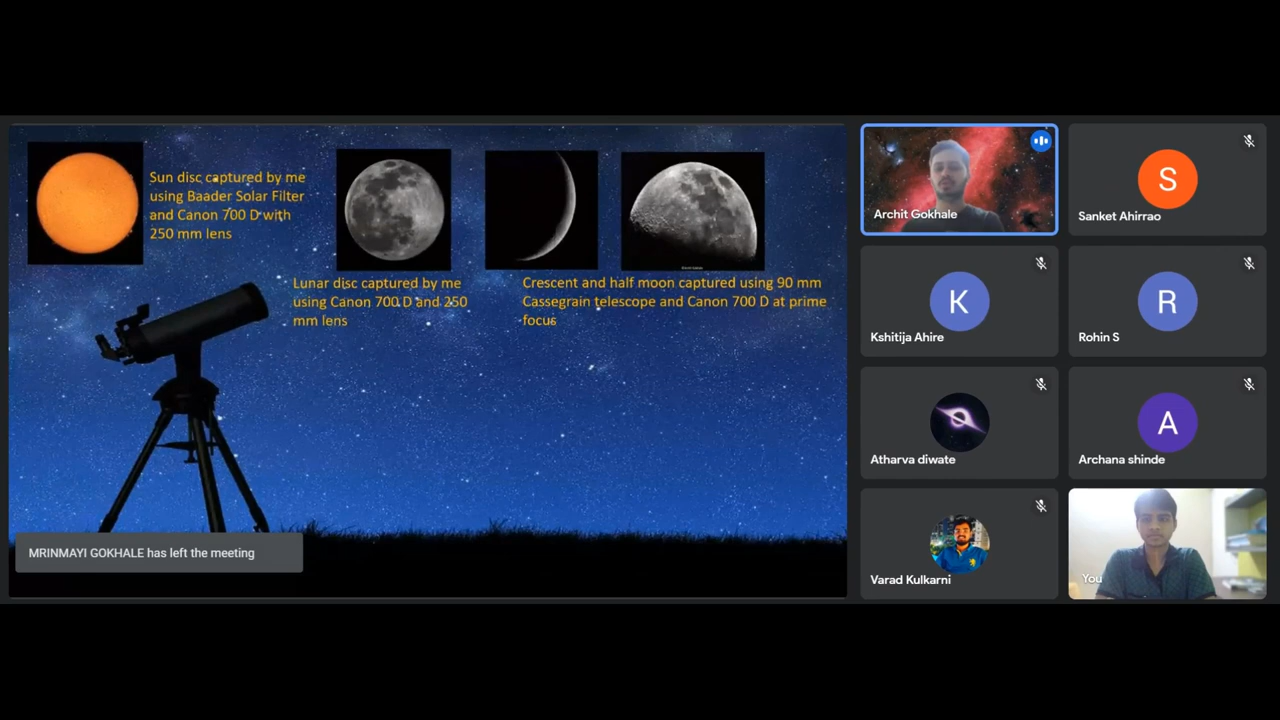 Sun disc captured by me
using Baader Solar Filter
and Canon 700 D with
250 mm lens
Lunar disc captured by me
using Canon 700 D and 250
mm lens
Crescent and half moon captured using 90 mm
Cassegrain telescope and Canon 700 D at prime
focus
MRINMAYI GOKHALE has left the meeting
Archit Gokhale
S
Sanket Ahirrao
K
Kshitija Ahire
R
Rohin S
Atharva diwate
A
Archana shinde
Varad Kulkarni
You